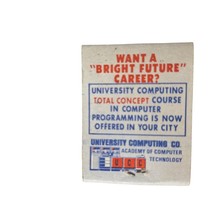 WANT A
"BRIGHT FUTURE"
CAREER?
UNIVERSITY COMPUTING
TOTAL CONCEPT COURSE
IN COMPUTER
PROGRAMMING IS NOW
OFFERED IN YOUR CITY
UNIVERSITY COMPUTING CO.
ACADEMY OF COMPUTER
UCC TECHNOLOGY